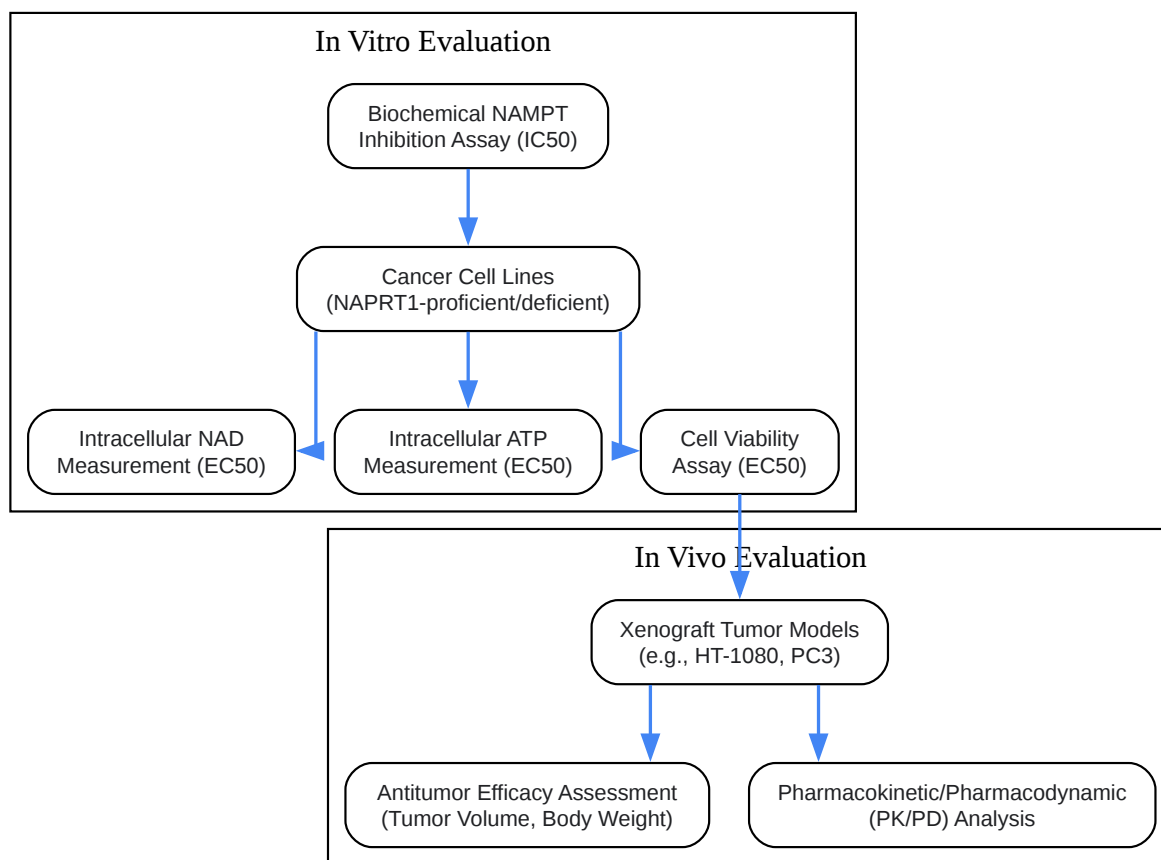 In Vitro Evaluation
Biochemical NAMPT
Inhibition Assay (IC50)
Cancer Cell Lines
(NAPRT1-proficient/deficient)
Intracellular NAD
Measurement (EC50)
Intracellular ATP
Measurement (EC50)
Cell Viability
Assay (EC50)
In Vivo Evaluation
Xenograft Tumor Models
(e.g., HT-1080, PC3)
Antitumor Efficacy Assessment
(Tumor Volume, Body Weight)
Pharmacokinetic/Pharmacodynamic
(PK/PD) Analysis